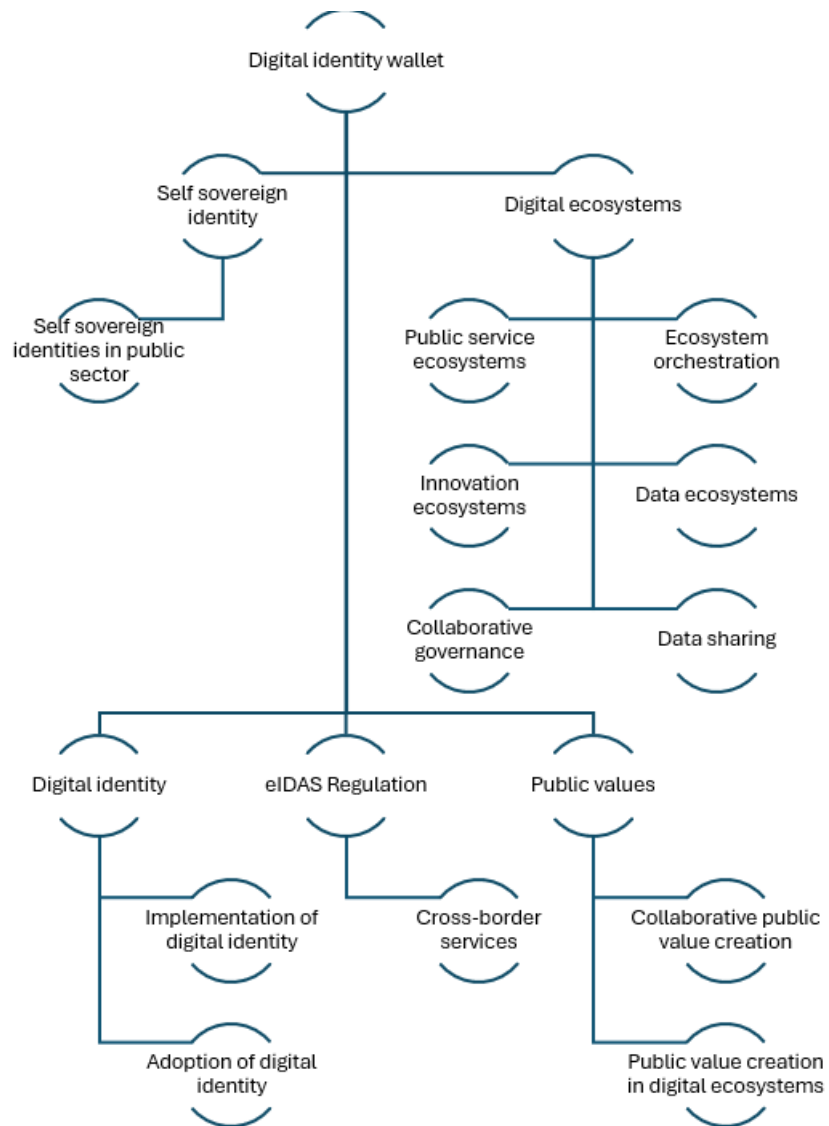 Digital identity wallet
Self sovereign
identity
Digital ecosystems
Self sovereign
identities in public
sector
Public service
ecosystems
Ecosystem
orchestration
Innovation
ecosystems
Data ecosystems
Collaborative
governance
Data sharing
Digital identity
eIDAS Regulation
Public values
Implementation of
digital identity
Cross-border
services
Collaborative public
value creation
Adoption of digital
identity
Public value creation
in digital ecosystems